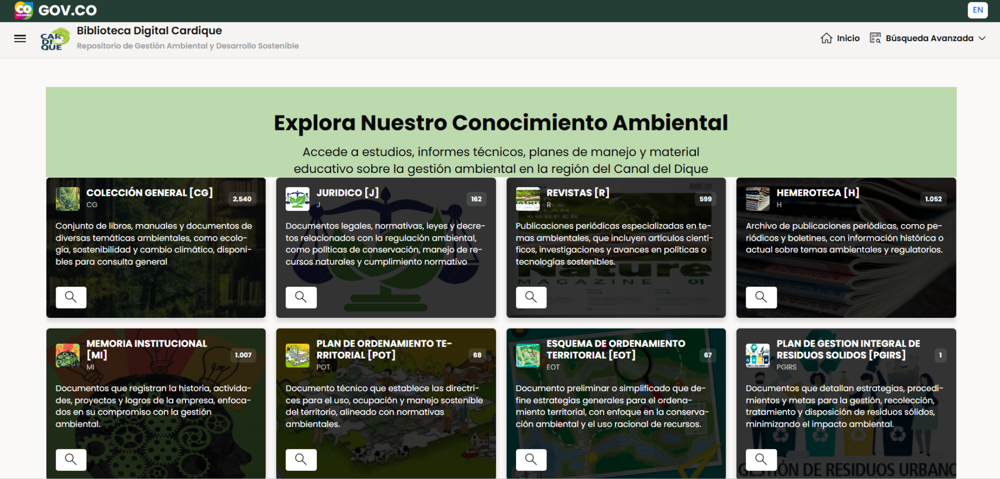 CO
COLOMBIA
GOV.CO
EN
CAR
DI
QUE
Biblioteca Digital Cardique
Repositorio de Gestión Ambiental y Desarrollo Sostenible
Inicio
Búsqueda Avanzada
Explora Nuestro Conocimiento Ambiental
Accede a estudios, informes técnicos, planes de manejo y material
educativo sobre la gestión ambiental en la región del Canal del Dique
COLECCIÓN GENERAL [CG]
CG
2.540
Conjunto de libros, manuales y documentos de
diversas temáticas ambientales, como ecolo-
gía, sostenibilidad y cambio climático, disponi-
bles para consulta general
JURIDICO [J]
J
162
Documentos legales, normativas, leyes y decre-
tos relacionados con la regulación ambiental,
como políticas de conservación, manejo de re-
cursos naturales y cumplimiento normativo
REVISTAS [R]
R
599
Publicaciones periódicas especializadas en te-
mas ambientales, que incluyen artículos cientí-
ficos, investigaciones y avances en políticas o
tecnologías sostenibles.
CORPER
Nature
MAGAZINE 01
HEMEROTECA [H]
H
1.052
Archivo de publicaciones periódicas, como pe-
riódicos y boletines, con información histórica o
actual sobre temas ambientales y regulatorios.
MEMORIA INSTITUCIONAL
[MI]
MI
1.007
Documentos que registran la historia, activida-
des, proyectos y logros de la empresa, enfoca-
dos en su compromiso con la gestión
ambiental.
PLAN DE ORDENAMIENTO TE-
RRITORIAL [POT]
POT
68
Documento técnico que establece las directri-
ces para el uso, ocupación y manejo sostenible
del territorio, alineado con normativas
ambientales.
ESQUEMA DE ORDENAMIENTO
TERRITORIAL [EOT]
EOT
67
Documento preliminar o simplificado que de-
fine estrategias generales para el ordena-
miento territorial, con enfoque en la conserva-
ción ambiental y el uso racional de recursos.
PLAN DE GESTION INTEGRAL DE
RESIDUOS SOLIDOS [PGIRS]
PGIRS
1
Documentos que detallan estrategias, procedi-
mientos y metas para la gestión, recolección,
tratamiento y disposición de residuos sólidos,
minimizando el impacto ambiental.
GESTIÓN DE RESIDUOS URBANO